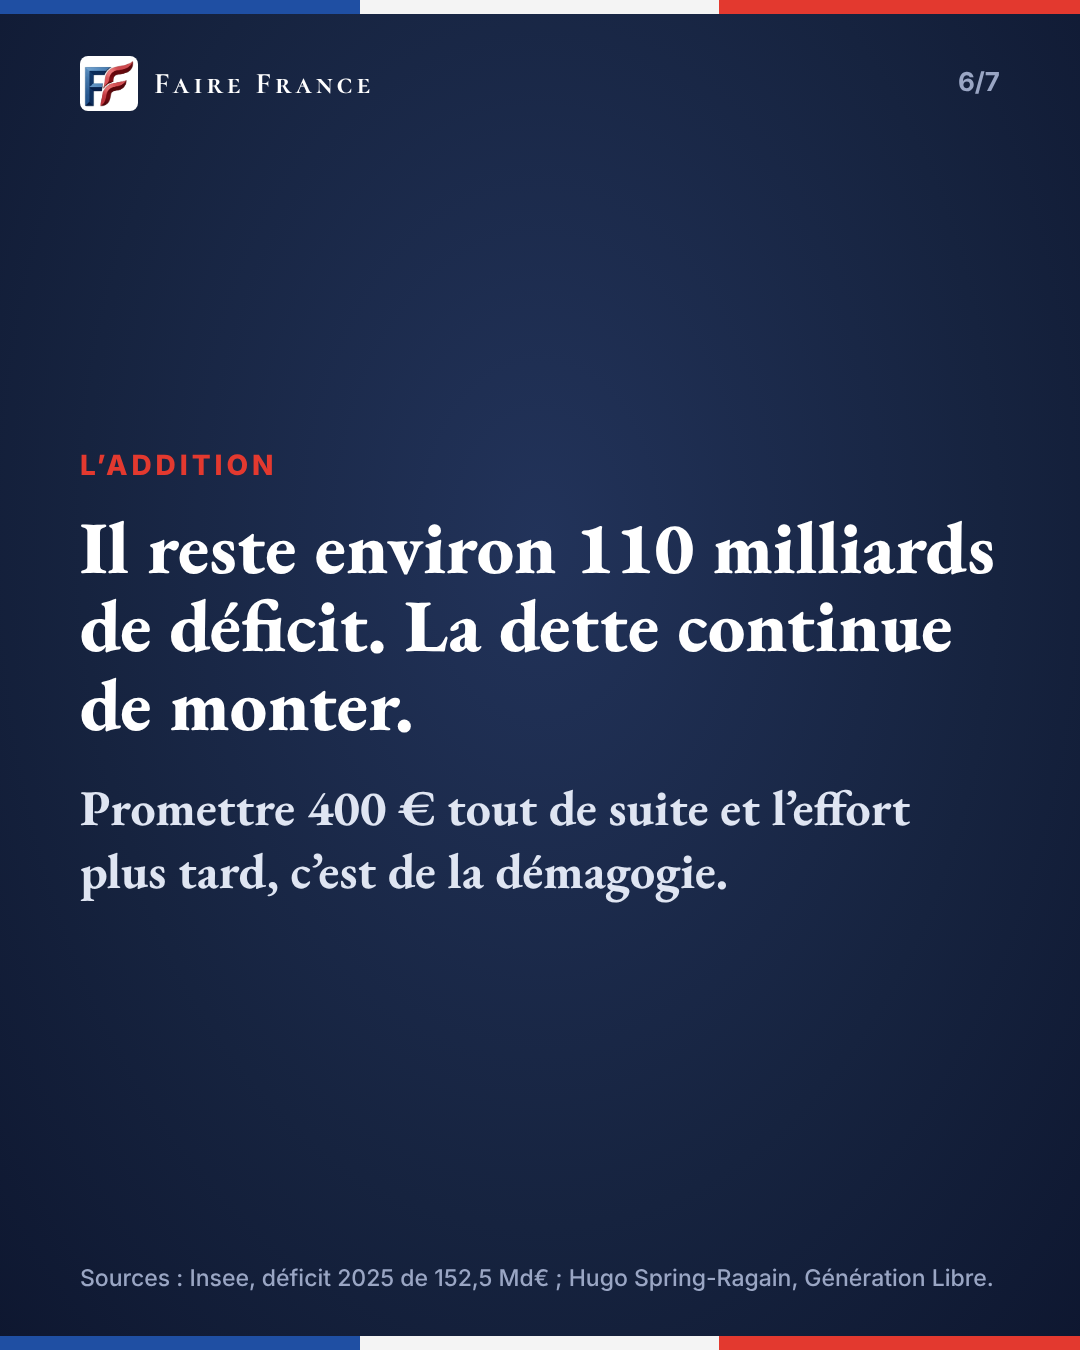 FF
Faire France
6/7
L’ADDITION
Il reste environ 110 milliards
de déficit. La dette continue
de monter.
Promettre 400 € tout de suite et l’effort
plus tard, c’est de la démagogie.
Sources : Insee, déficit 2025 de 152,5 Md€ ; Hugo Spring-Ragain, Génération Libre.